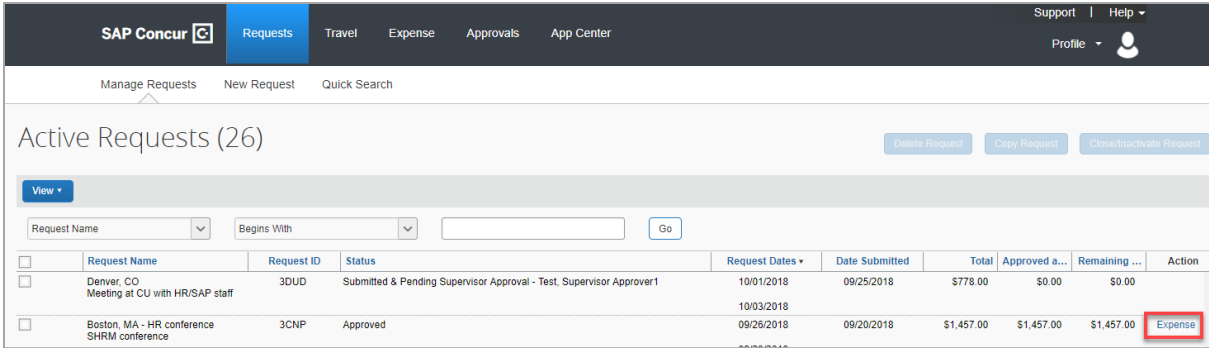 Support | Help
SAP Concur C Requests Travel Expense Approvals App Center
Profile
Manage Requests New Request Quick Search
Active Requests (26)
Delete Request Copy Request Close/Inactivate Request
View
Request Name Begins With Go
Request Name Request ID Status Request Dates Date Submitted Total Approved a... Remaining ... Action
Denver, CO 3DUD Submitted & Pending Supervisor Approval - Test, Supervisor Approver1 10/01/2018 09/25/2018 $778.00 $0.00 $0.00
Meeting at CU with HR/SAP staff
10/03/2018
Boston, MA - HR conference 3CNP Approved 09/26/2018 09/20/2018 $1,457.00 $1,457.00 $1,457.00 Expense
SHRM conference